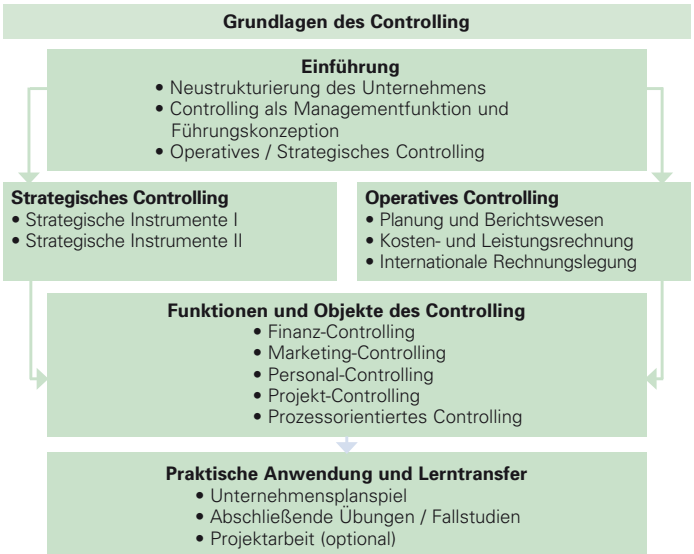 Grundlagen des Controlling
Einführung
• Neustrukturierung des Unternehmens
• Controlling als Managementfunktion und
Führungskonzeption
• Operatives / Strategisches Controlling
Strategisches Controlling
• Strategische Instrumente I
• Strategische Instrumente II
Operatives Controlling
• Planung und Berichtswesen
• Kosten- und Leistungsrechnung
• Internationale Rechnungslegung
Funktionen und Objekte des Controlling
• Finanz-Controlling
• Marketing-Controlling
• Personal-Controlling
• Projekt-Controlling
• Prozessorientiertes Controlling
Praktische Anwendung und Lerntransfer
• Unternehmensplanspiel
• Abschließende Übungen / Fallstudien
• Projektarbeit (optional)